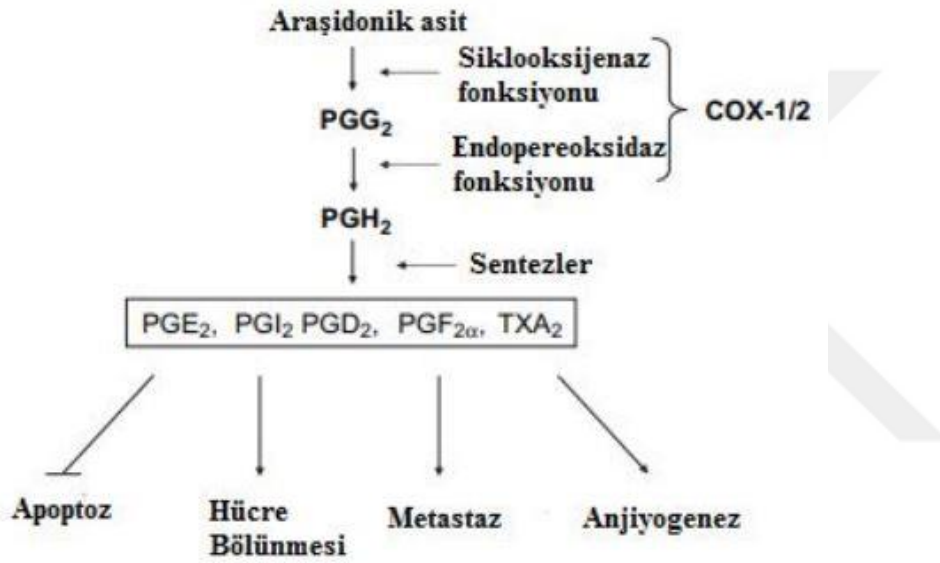 Araşidonik asit
Siklooksijenaz
fonksiyonu
COX-1/2
PGG₂
Endopereoksidaz
fonksiyonu
PGH₂
Sentezler
PGE₂, PGI₂ PGD₂, PGF₂α, TXA₂
Apoptoz
Hücre
Bölünmesi
Metastaz
Anjiyogenez